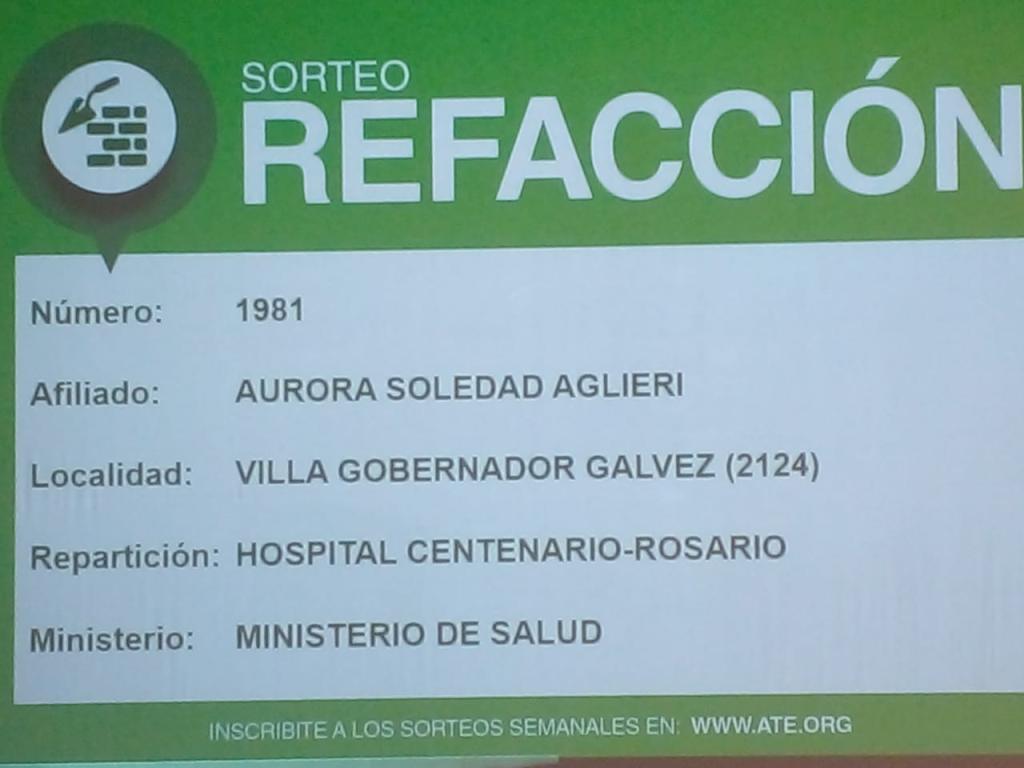 SORTEO
REFACCIÓN
Número: 1981
Afiliado: AURORA SOLEDAD AGLIERI
Localidad: VILLA GOBERNADOR GALVEZ (2124)
Repartición: HOSPITAL CENTENARIO-ROSARIO
Ministerio: MINISTERIO DE SALUD
INSCRIBITE A LOS SORTEOS SEMANALES EN: WWW.ATE.ORG